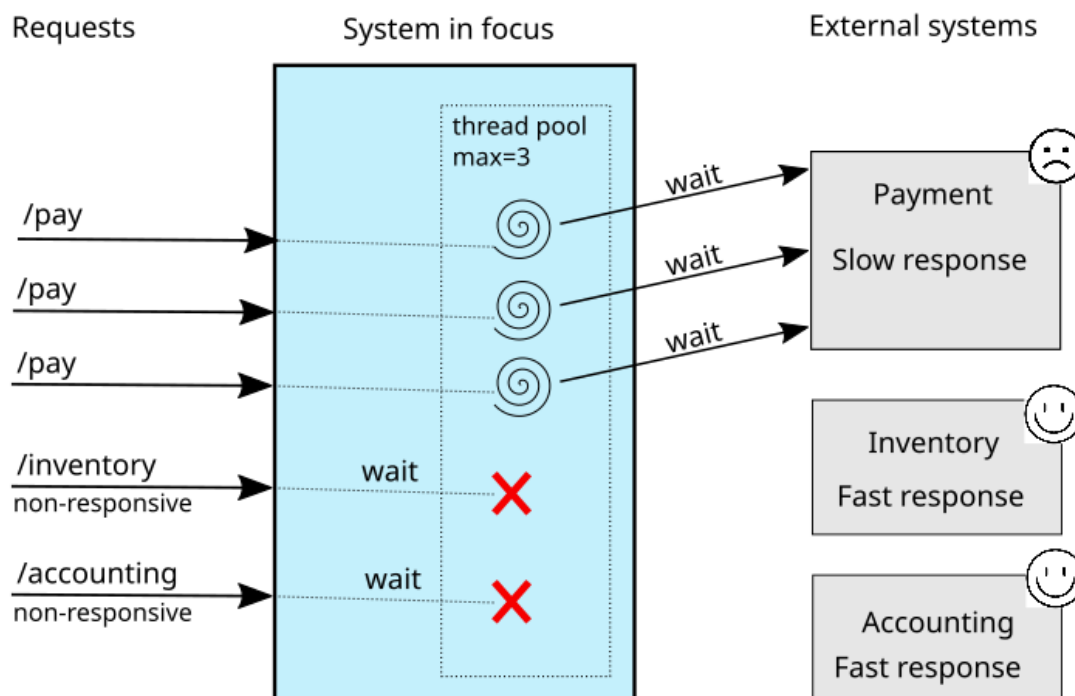 Requests
System in focus
External systems
thread pool
max=3
/pay
/pay
/pay
/inventory
non-responsive
/accounting
non-responsive
wait
wait
wait
wait
wait
Payment
Slow response
Inventory
Fast response
Accounting
Fast response